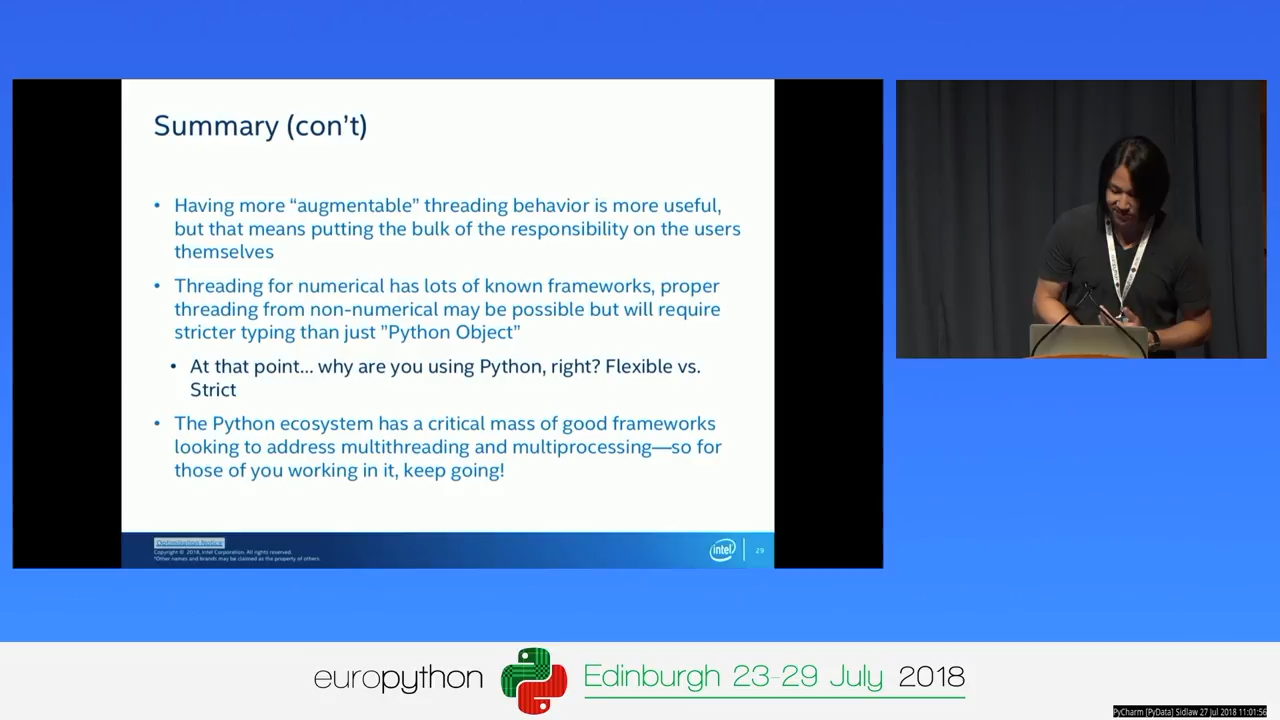 Summary (con’t)
• Having more “augmentable” threading behavior is more useful,
but that means putting the bulk of the responsibility on the users
themselves
• Threading for numerical has lots of known frameworks, proper
threading from non-numerical may be possible but will require
stricter typing than just ”Python Object”
• At that point... why are you using Python, right? Flexible vs.
Strict
• The Python ecosystem has a critical mass of good frameworks
looking to address multithreading and multiprocessing—so for
those of you working in it, keep going!
Optimization Notice
Copyright © 2018, Intel Corporation. All rights reserved.
*Other names and brands may be claimed as the property of others.
intel
29
europython
Edinburgh 23-29 July 2018
PyCharm [PyData] Sidlaw 27 Jul 2018 11:01:56